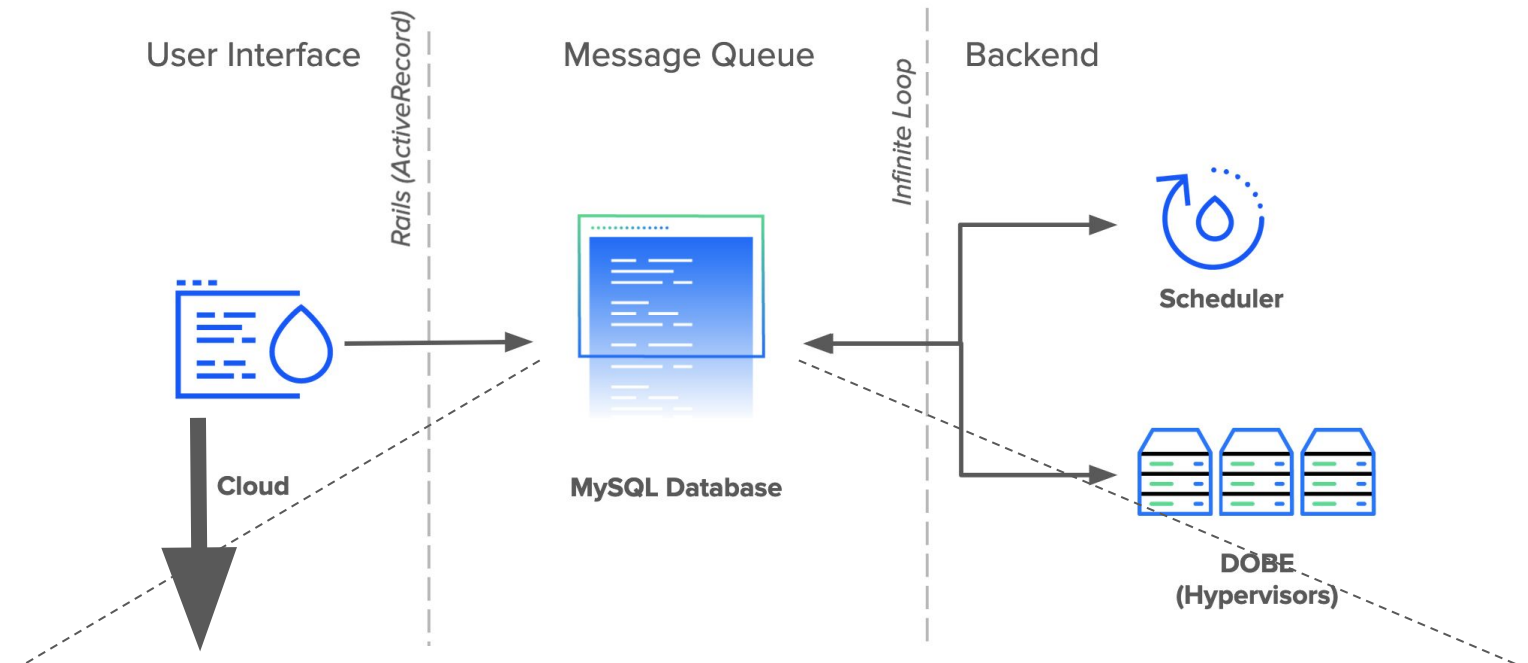 User Interface
Rails (ActiveRecord)
Message Queue
Infinite Loop
Backend
Scheduler
Cloud
MySQL Database
DOBE
(Hypervisors)